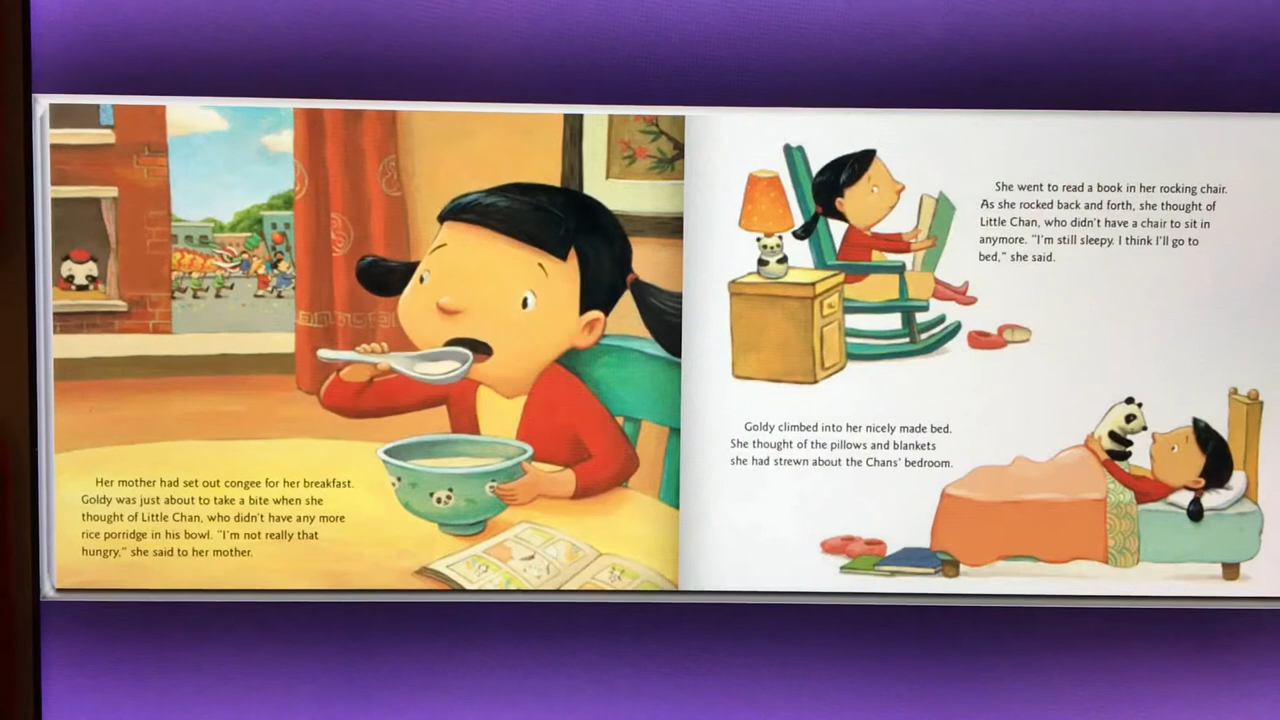 Her mother had set out congee for her breakfast.
Goldy was just about to take a bite when she
thought of Little Chan, who didn't have any more
rice porridge in his bowl. "I'm not really that
hungry," she said to her mother.
She went to read a book in her rocking chair.
As she rocked back and forth, she thought of
Little Chan, who didn't have a chair to sit in
anymore. "I'm still sleepy. I think I'll go to
bed," she said.
Goldy climbed into her nicely made bed.
She thought of the pillows and blankets
she had strewn about the Chans' bedroom.